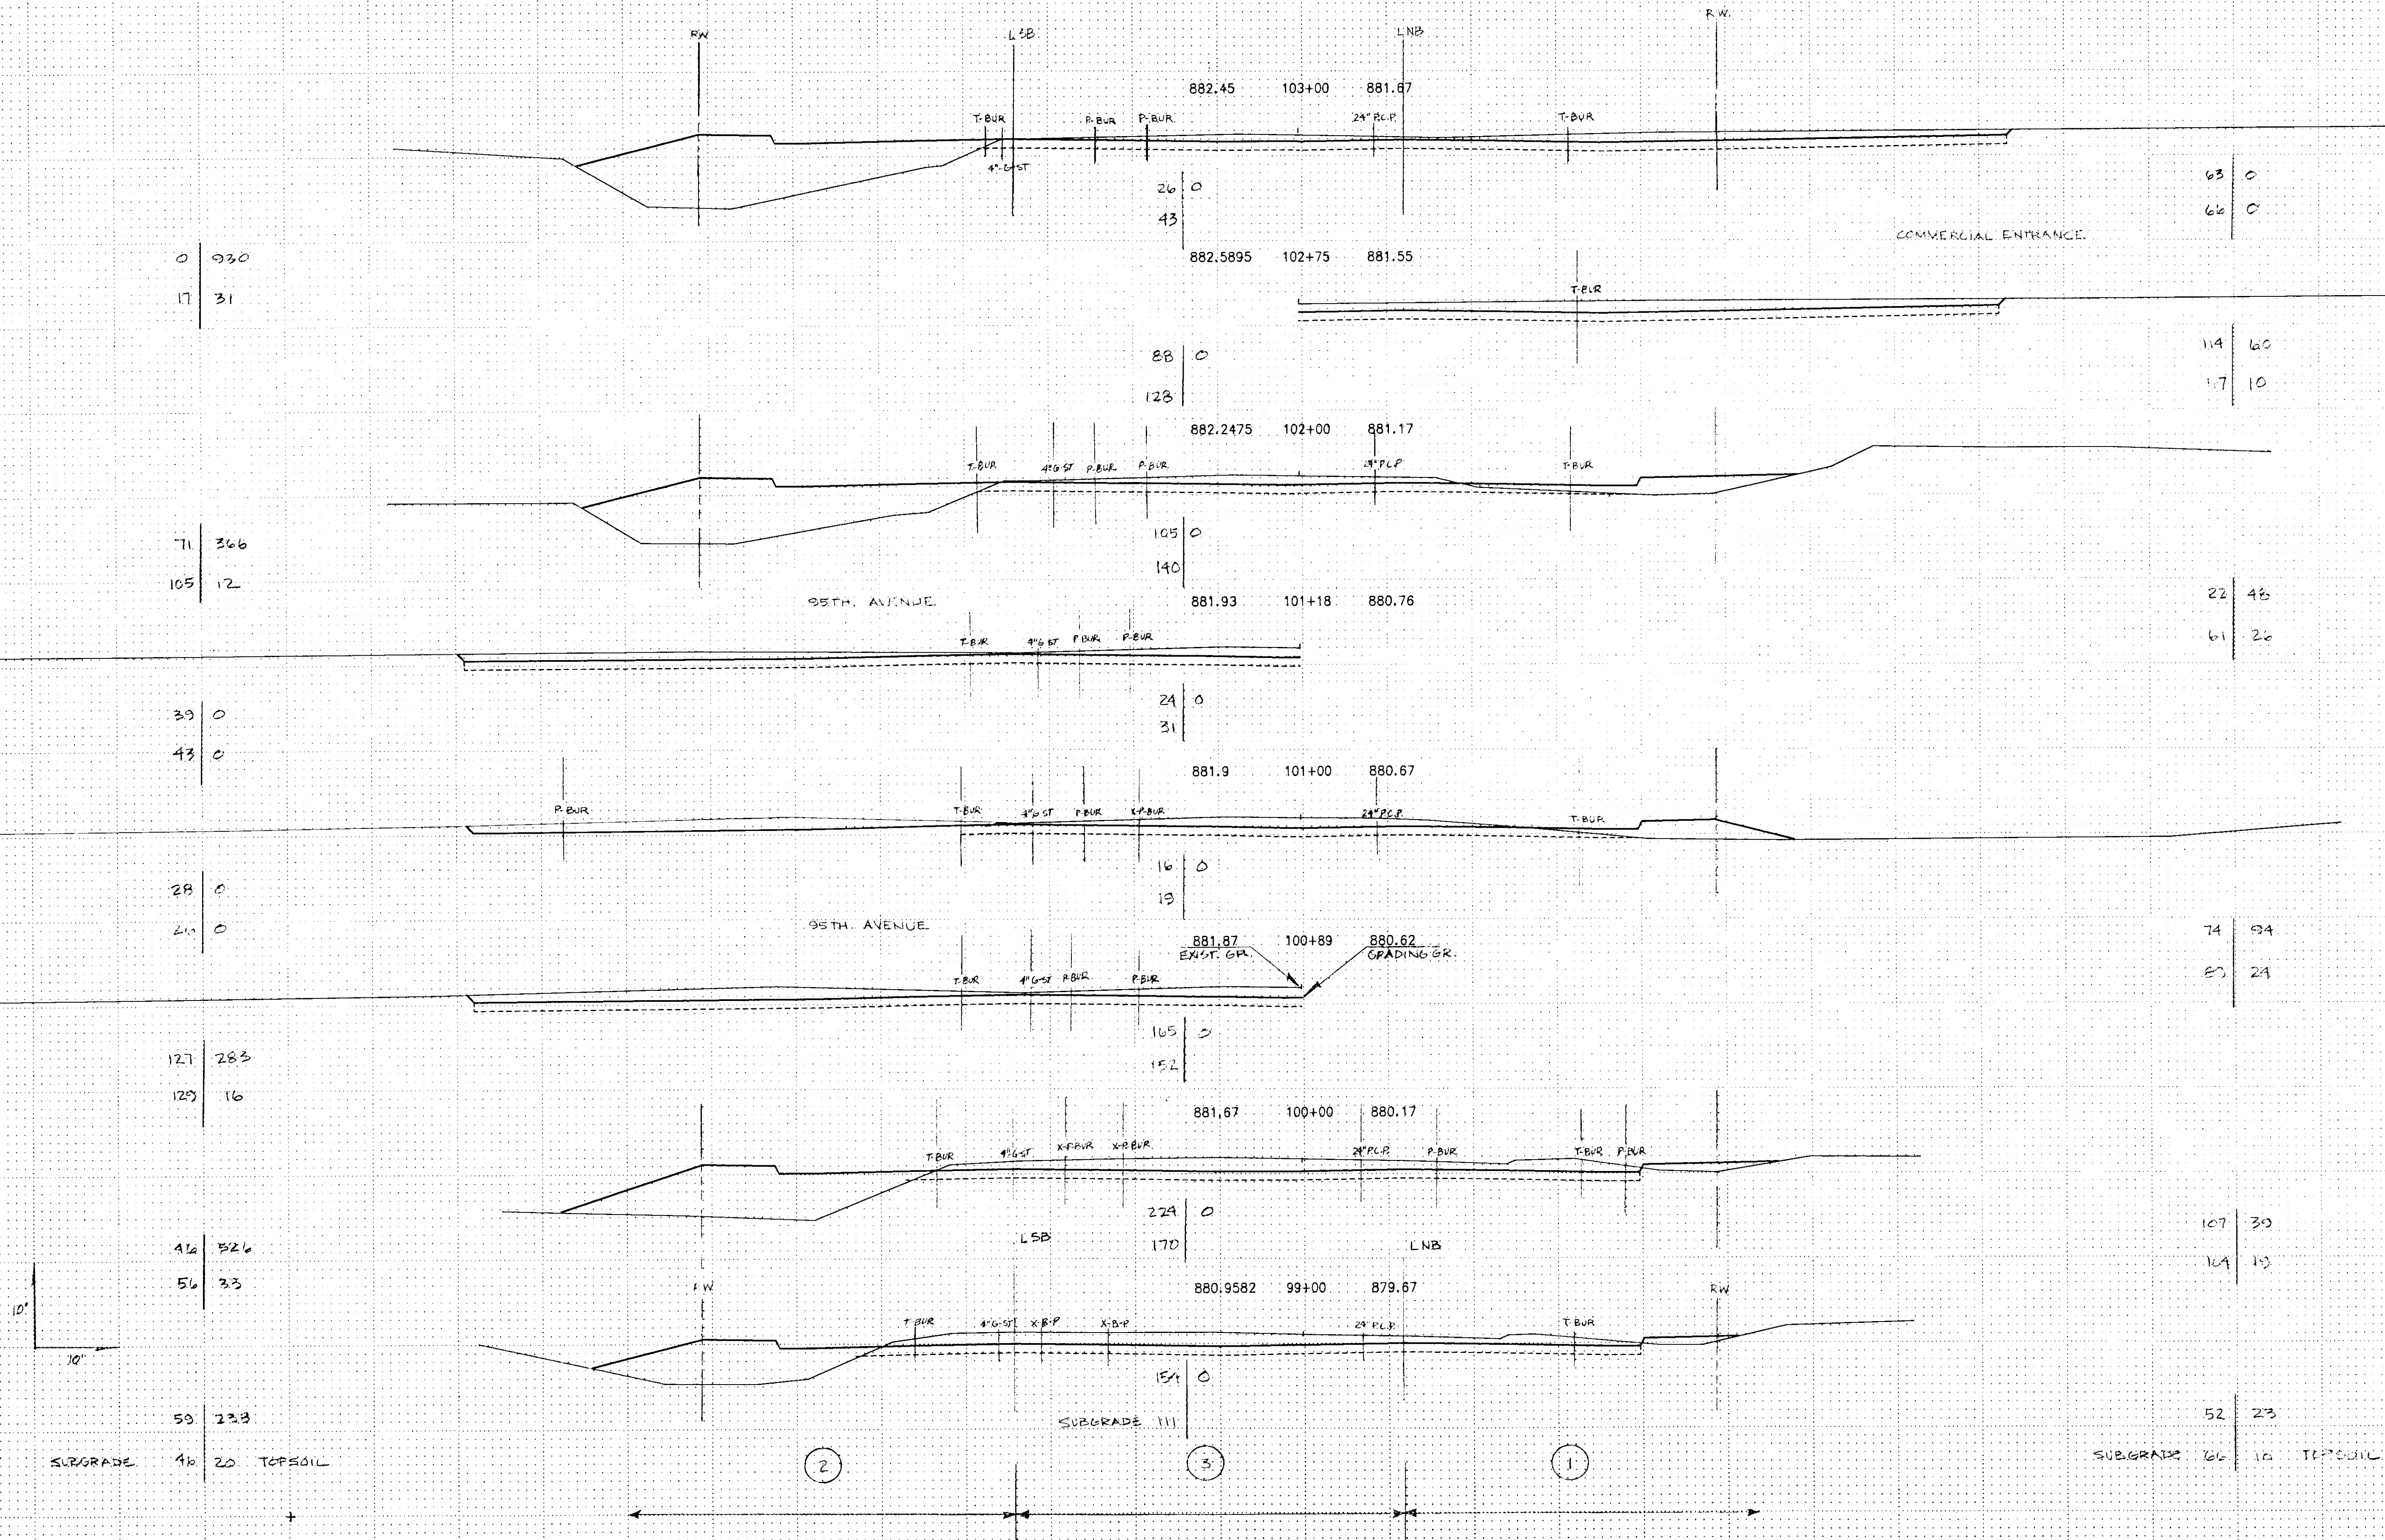 R.W.
RW
LSB
LNB
882.45 103+00 881.67
T-BUR P-BUR P-BUR 24" P.C.P. T-BUR
4"-G-ST
26 0
43
63 0
66 0
COMMERCIAL ENTRANCE
0 930
17 31
882.5895 102+75 881.55
T-BUR
88 0
128
114 60
117 10
882.2475 102+00 881.17
T-BUR 4"G-ST P-BUR P-BUR 24" P.C.P. T-BUR
105 0
140
71 366
105 12
95TH. AVENUE 881.93 101+18 880.76
22 48
61 26
T-BUR 4"G-ST P-BUR P-BUR
24 0
31
39 0
43 0
881.9 101+00 880.67
P-BUR T-BUR 4"G-ST P-BUR X-P-BUR 24" P.C.P. T-BUR
16 0
19
28 0
0
95TH. AVENUE
881.87 100+89 880.62
EXIST. GR. GRADING GR.
74 94
24
T-BUR 4"G-ST P-BUR P-BUR
165 0
152
127 283
129 16
881.67 100+00 880.17
T-BUR 4"G-ST X-P-BUR X-P-BUR 24" P.C.P. P-BUR T-BUR P-BUR
224 0
170
107 39
104 19
LSB LNB
46 526
56 33
880.9582 99+00 879.67
RW
10'
10'
T-BUR 4"G-ST X-B-P X-B-P 24" P.C.P. T-BUR
154 0
SUBGRADE 111
59 233
SUBGRADE 46 20 TOPSOIL
52 23
SUBGRADE 66 10 TOPSOIL
2 3 1